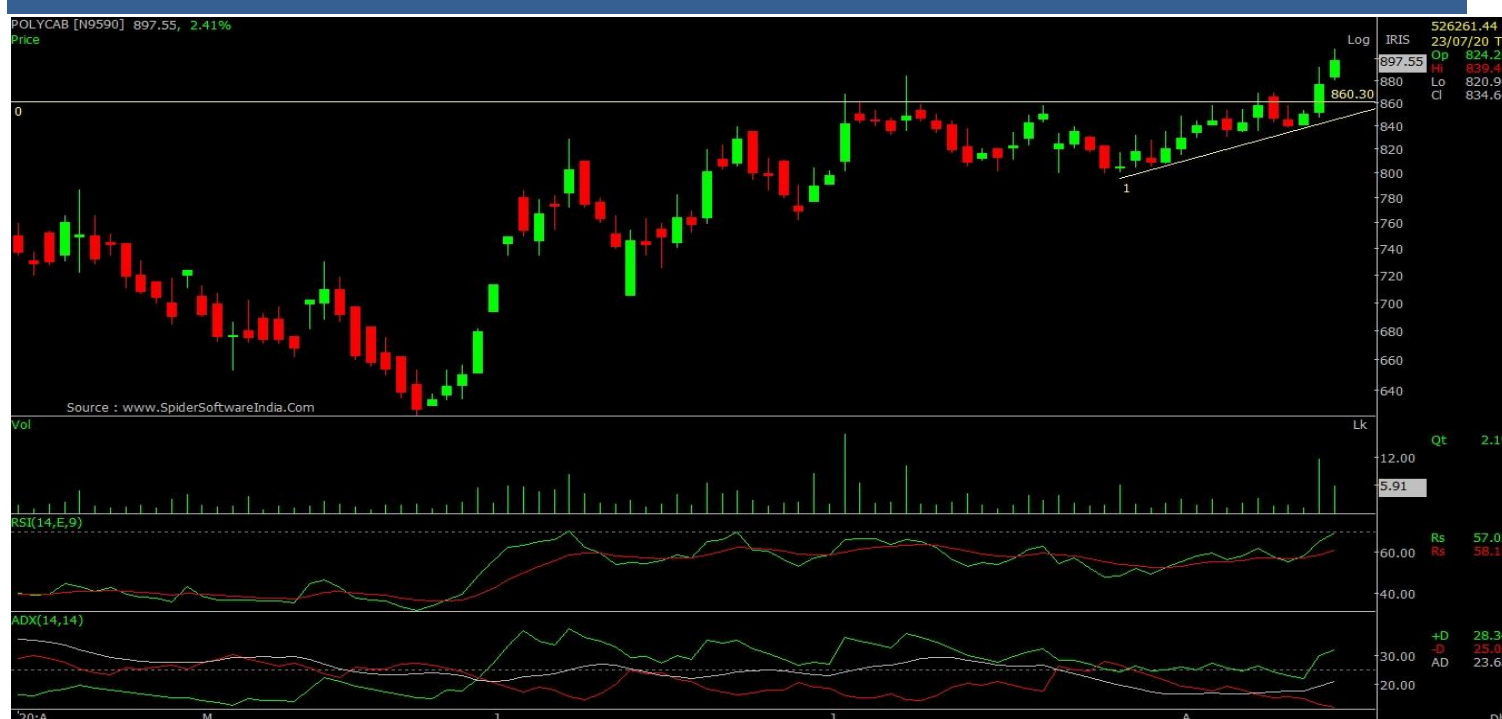 POLYCAB [N9590] 897.55, 2.41%
Price
Log
IRIS
526261.44
23/07/20 T
Op 824.2
Hi 839.4
Lo 820.9
Cl 834.6
897.55
880
860.30
860
0
840
820
800
1
780
760
740
720
700
680
660
640
Source : www.SpiderSoftwareIndia.Com
Vol
Lk
Qt 2.1
12.00
5.91
RSI(14,E,9)
Rs 57.0
60.00
Rs 58.1
40.00
ADX(14,14)
+D 28.3
-D 25.0
30.00
AD 23.6
20.00
'20:A M J J A